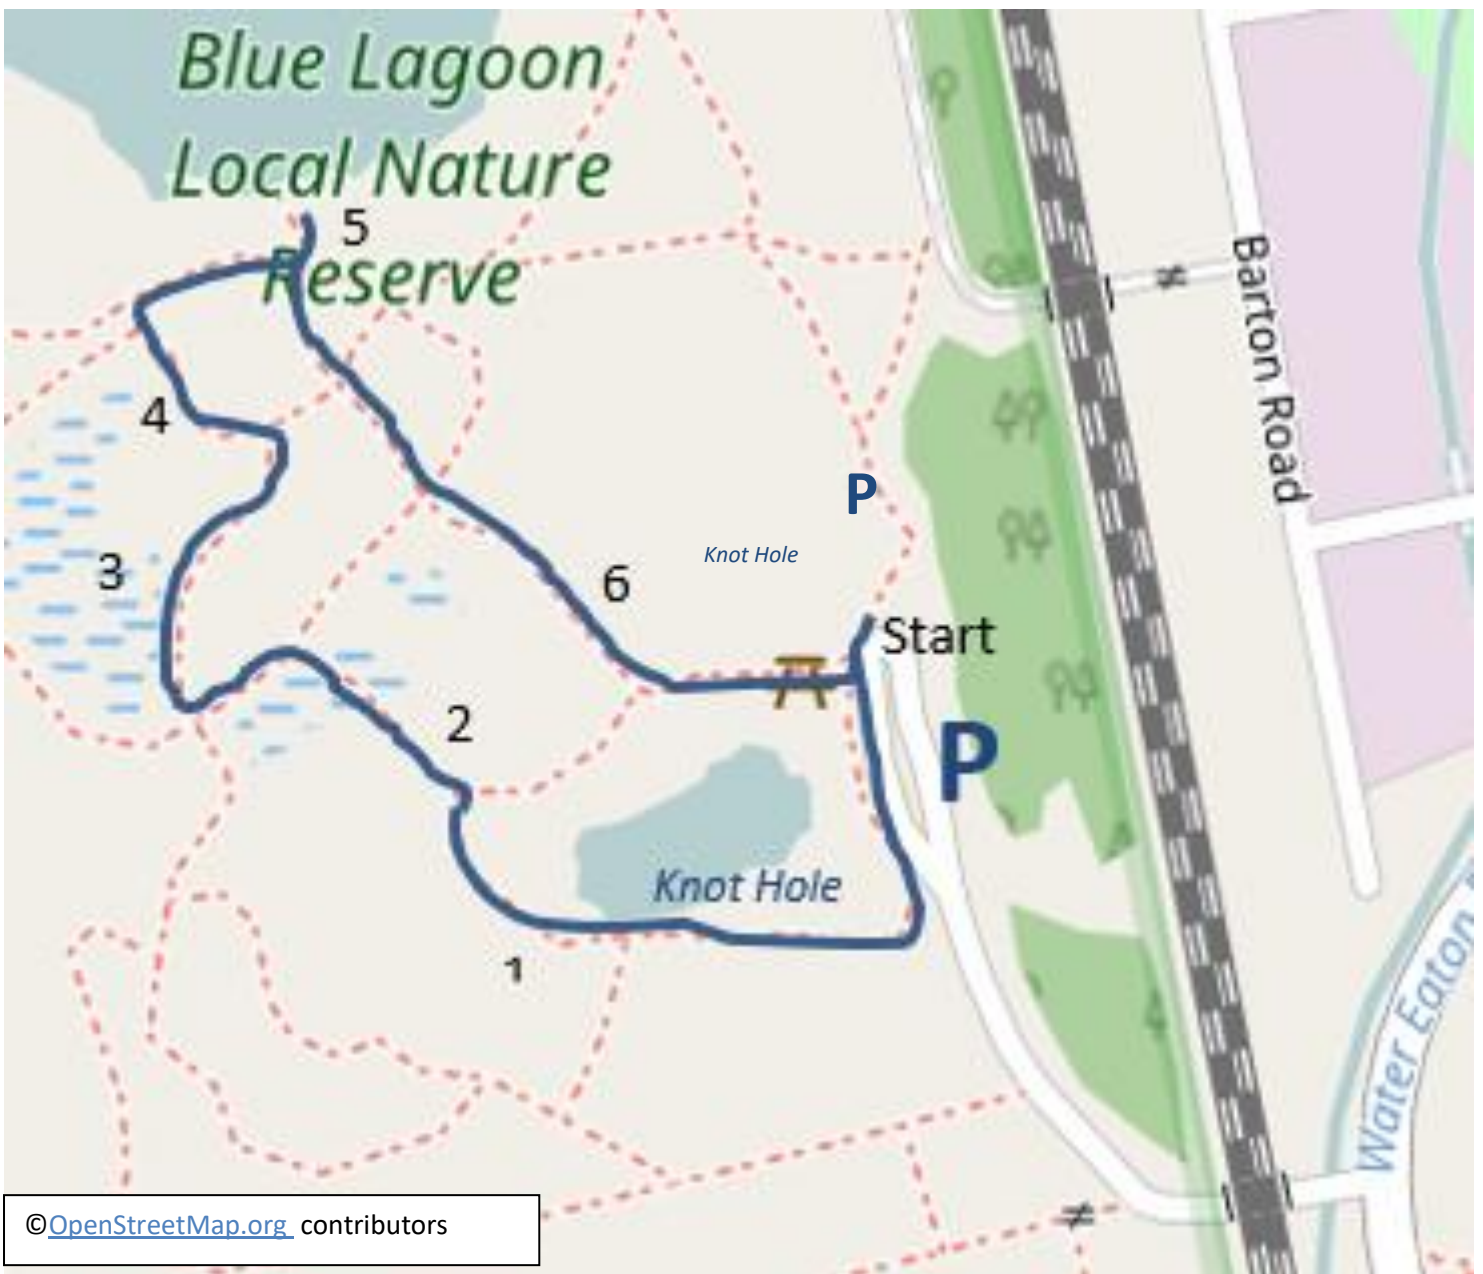 Blue Lagoon
Local Nature
Reserve
5
4
3
P
Knot Hole
6
Start
2
P
Knot Hole
1
Barton Road
Water Eaton
©OpenStreetMap.org contributors